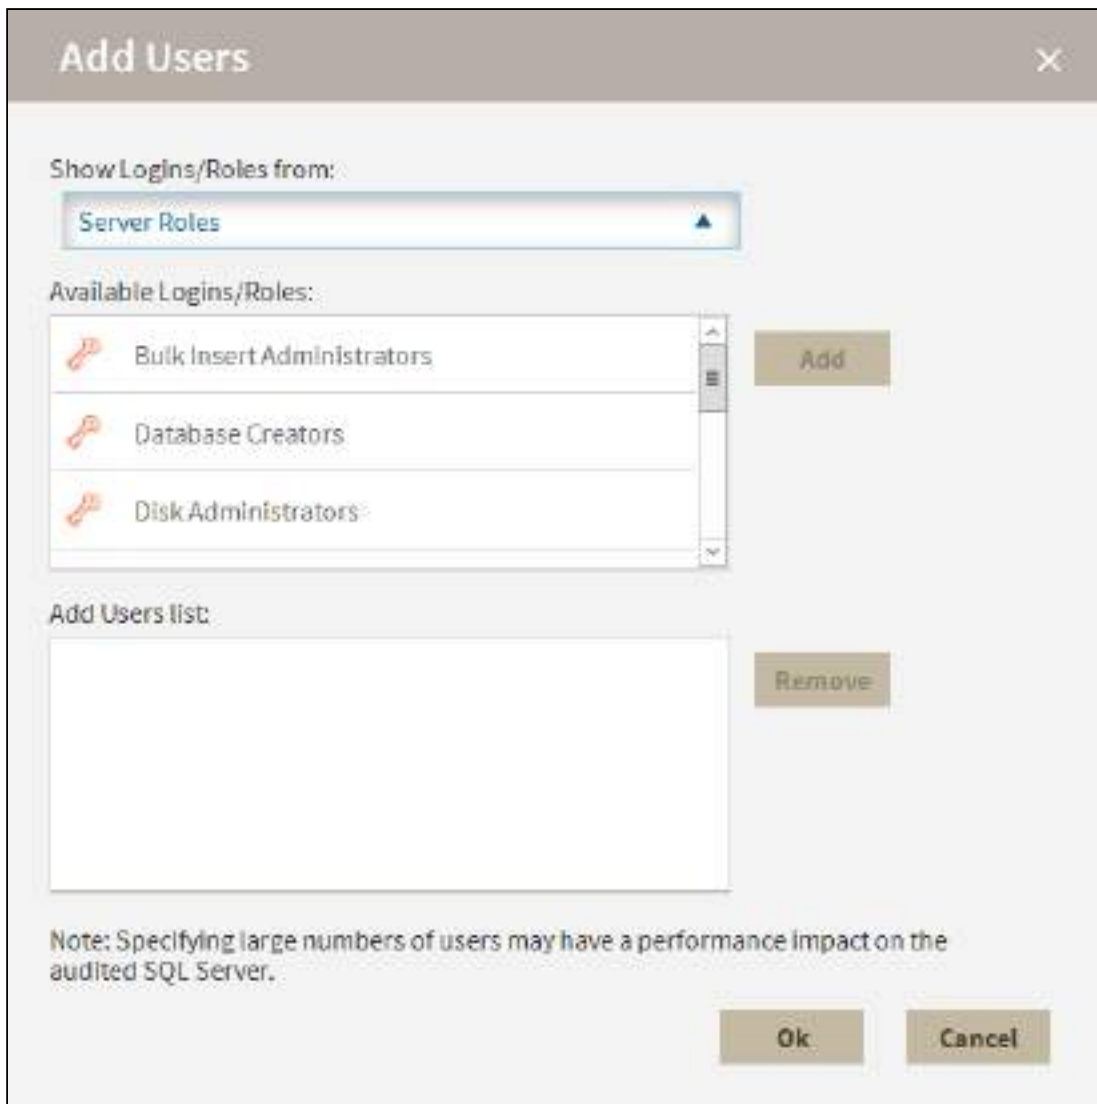 Add Users
Show Logins/Roles from:
Server Roles
Available Logins/Roles:
Bulk Insert Administrators
Add
Database Creators
Disk Administrators
Add Users list:
Remove
Note: Specifying large numbers of users may have a performance impact on the
audited SQL Server.
Ok
Cancel